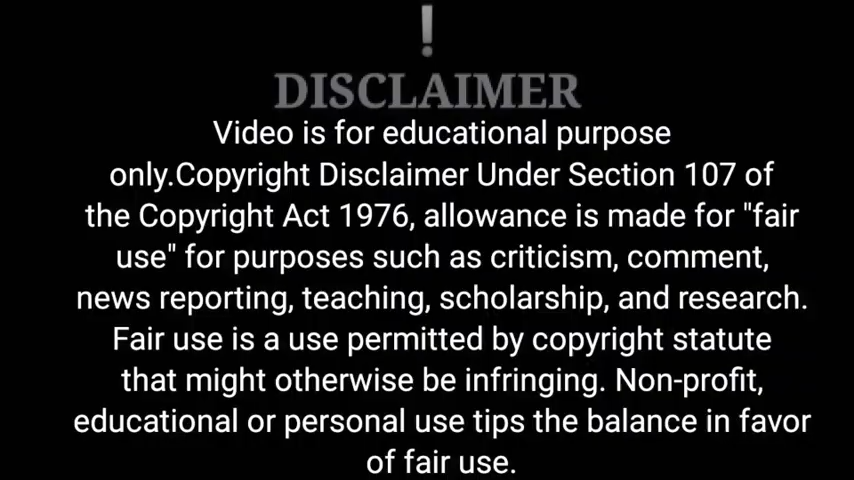 !
DISCLAIMER
Video is for educational purpose
only.Copyright Disclaimer Under Section 107 of
the Copyright Act 1976, allowance is made for "fair
use" for purposes such as criticism, comment,
news reporting, teaching, scholarship, and research.
Fair use is a use permitted by copyright statute
that might otherwise be infringing. Non-profit,
educational or personal use tips the balance in favor
of fair use.